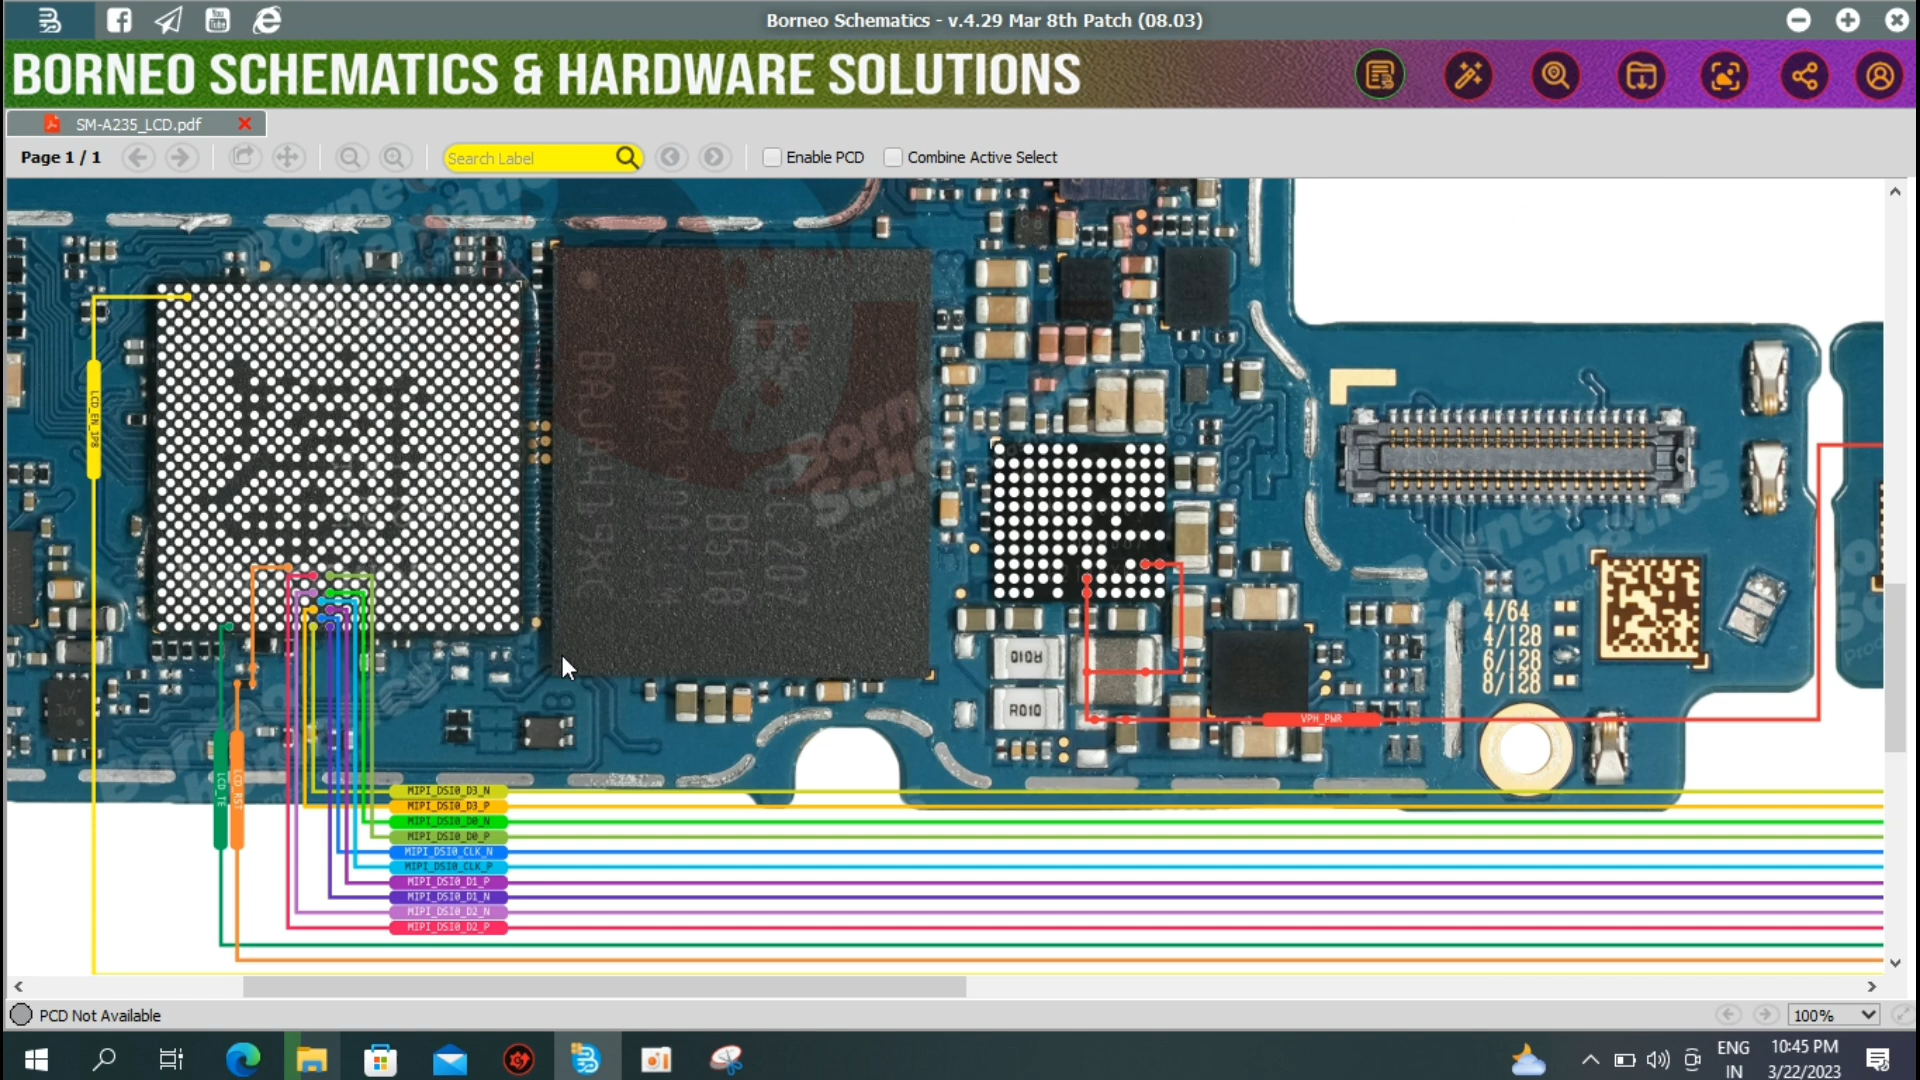 Borneo Schematics - v.4.29 Mar 8th Patch (08.03)
BORNEO SCHEMATICS & HARDWARE SOLUTIONS
SM-A235_LCD.pdf
Page 1 / 1
Search Label
Enable PCD
Combine Active Select
LCD_EN_1P8
4/64
4/128
6/128
8/128
R010
R010
VPH_PWR
LCD_TE
LCD_RST
MIPI_DSI0_D3_N
MIPI_DSI0_D3_P
MIPI_DSI0_D0_N
MIPI_DSI0_D0_P
MIPI_DSI0_CLK_N
MIPI_DSI0_CLK_P
MIPI_DSI0_D1_P
MIPI_DSI0_D1_N
MIPI_DSI0_D2_N
MIPI_DSI0_D2_P
PCD Not Available
100%
ENG
IN
10:45 PM
3/22/2023